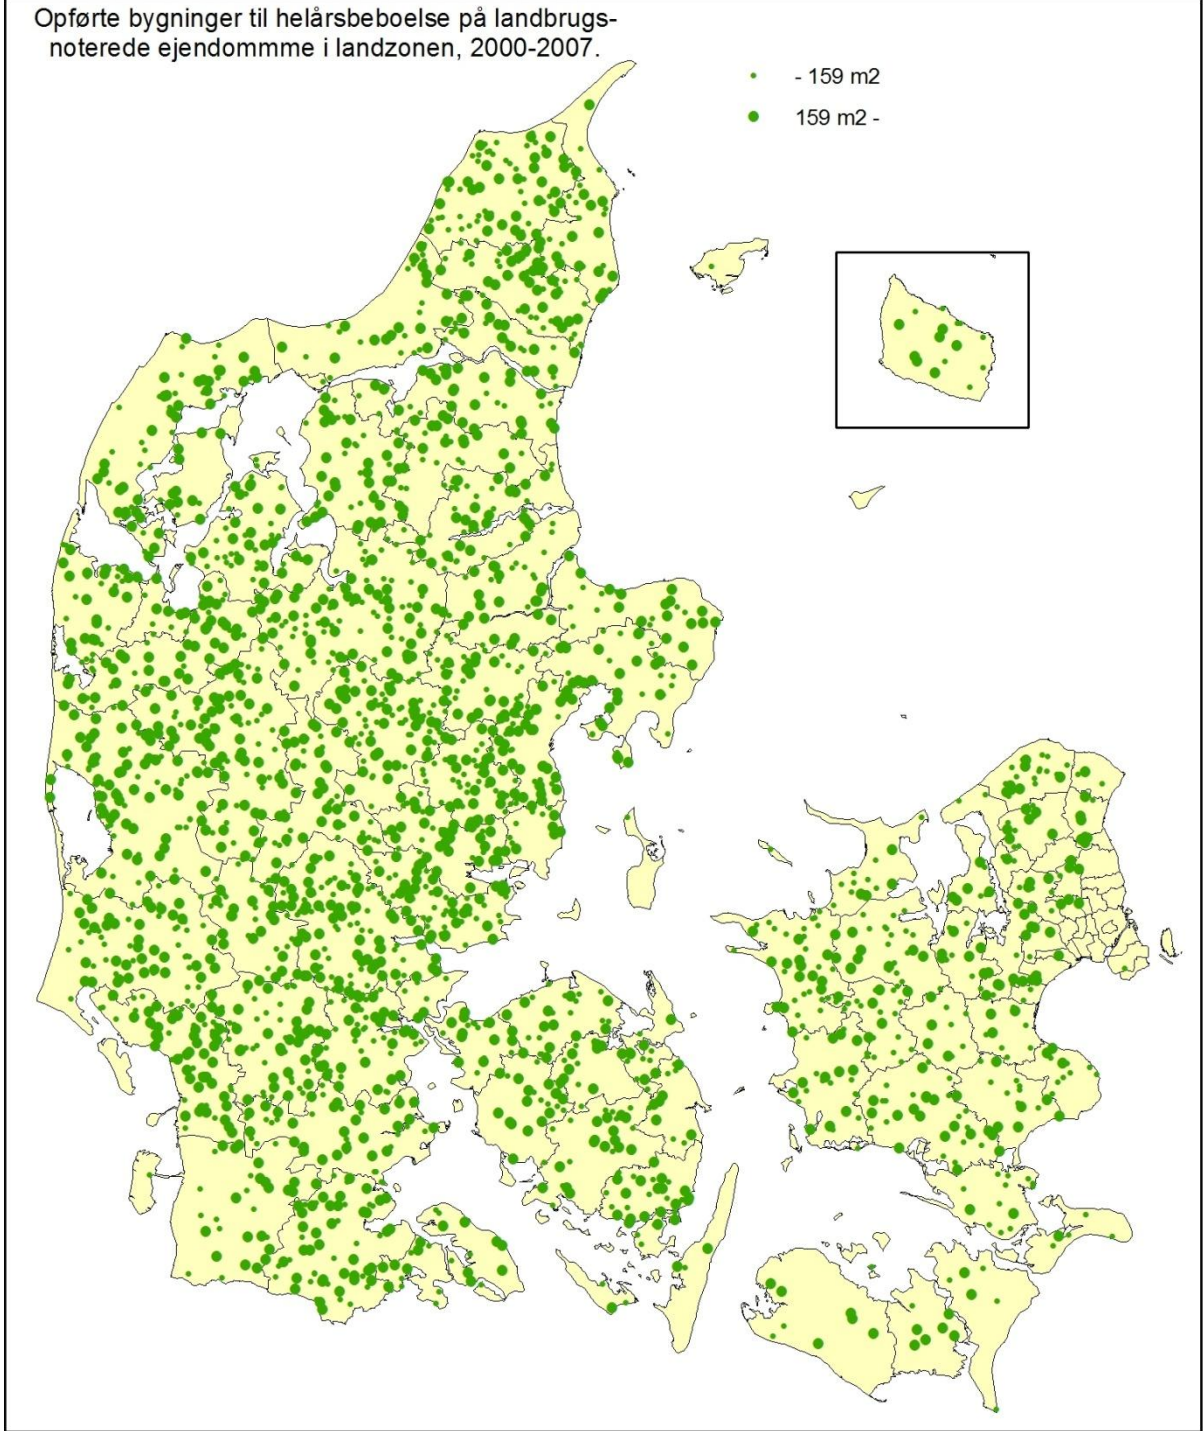 Opførte bygninger til helårsbeboelse på landbrugs-
noterede ejendommme i landzonen, 2000-2007.
- 159 m2
159 m2 -